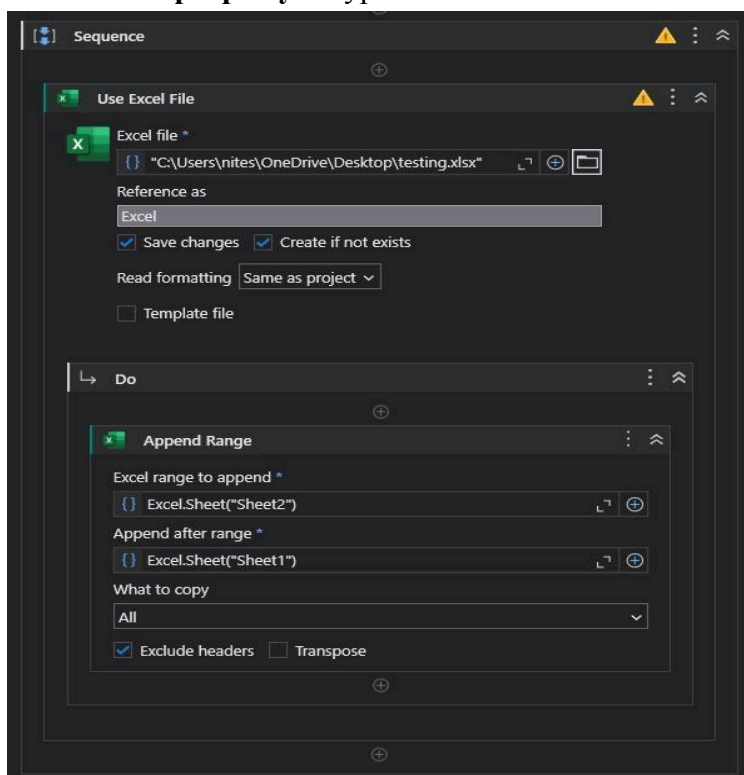 Sequence
Use Excel File
Excel file *
{} "C:\Users\nites\OneDrive\Desktop\testing.xlsx"
Reference as
Excel
Save changes Create if not exists
Read formatting Same as project
Template file
Do
Append Range
Excel range to append *
{} Excel.Sheet("Sheet2")
Append after range *
{} Excel.Sheet("Sheet1")
What to copy
All
Exclude headers Transpose